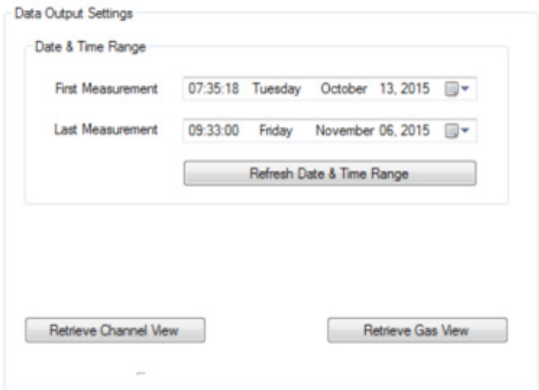 Data Output Settings
Date & Time Range
First Measurement 07:35:18 Tuesday October 13, 2015
Last Measurement 09:33:00 Friday November 06, 2015
Refresh Date & Time Range
Retrieve Channel View Retrieve Gas View